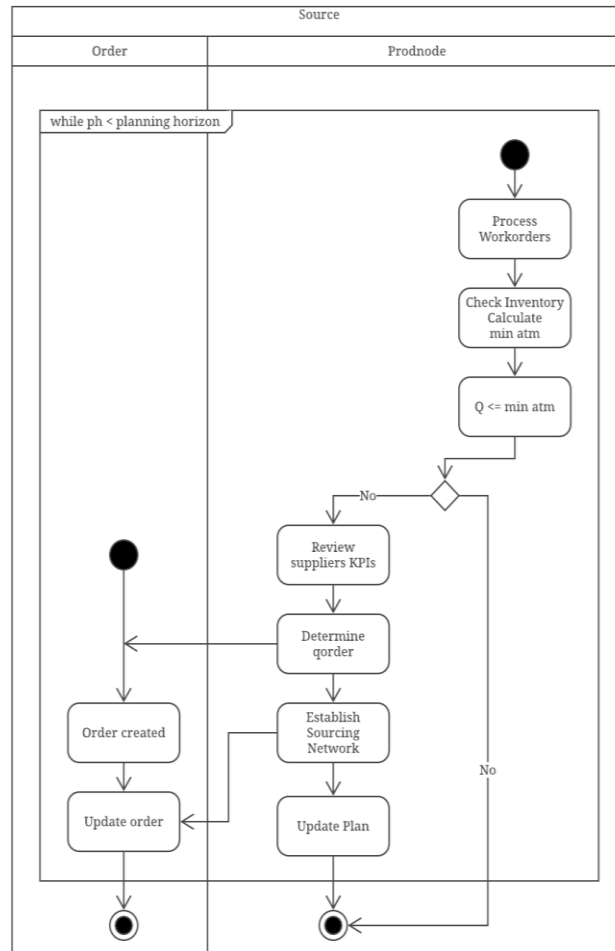 Source
Order
Prodnode
while ph < planning horizon
Process
Workorders
Check Inventory
Calculate
min atm
Q <= min atm
No
Review
suppliers KPIs
Determine
qorder
Order created
Establish
Sourcing
Network
No
Update order
Update Plan